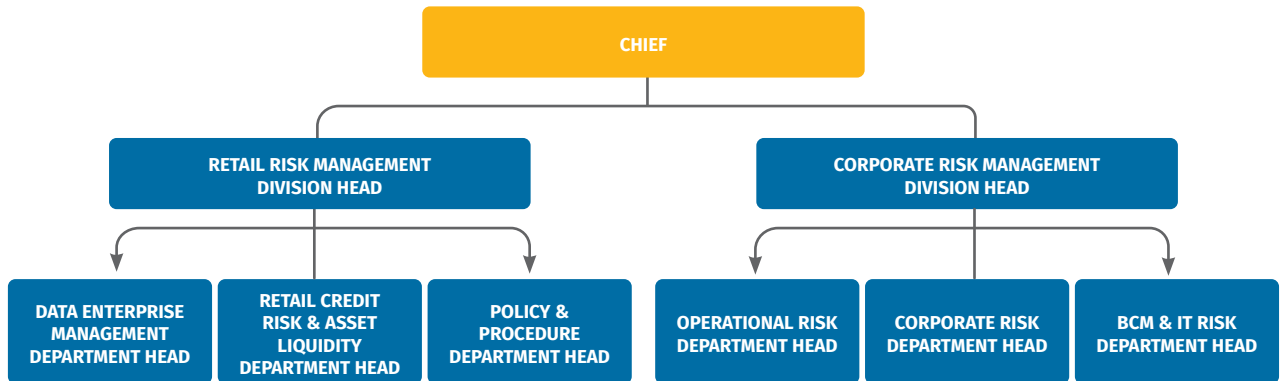 CHIEF
RETAIL RISK MANAGEMENT
DIVISION HEAD
CORPORATE RISK MANAGEMENT
DIVISION HEAD
DATA ENTERPRISE
MANAGEMENT
DEPARTMENT HEAD
RETAIL CREDIT
RISK & ASSET
LIQUIDITY
DEPARTMENT HEAD
POLICY &
PROCEDURE
DEPARTMENT HEAD
OPERATIONAL RISK
DEPARTMENT HEAD
CORPORATE RISK
DEPARTMENT HEAD
BCM & IT RISK
DEPARTMENT HEAD